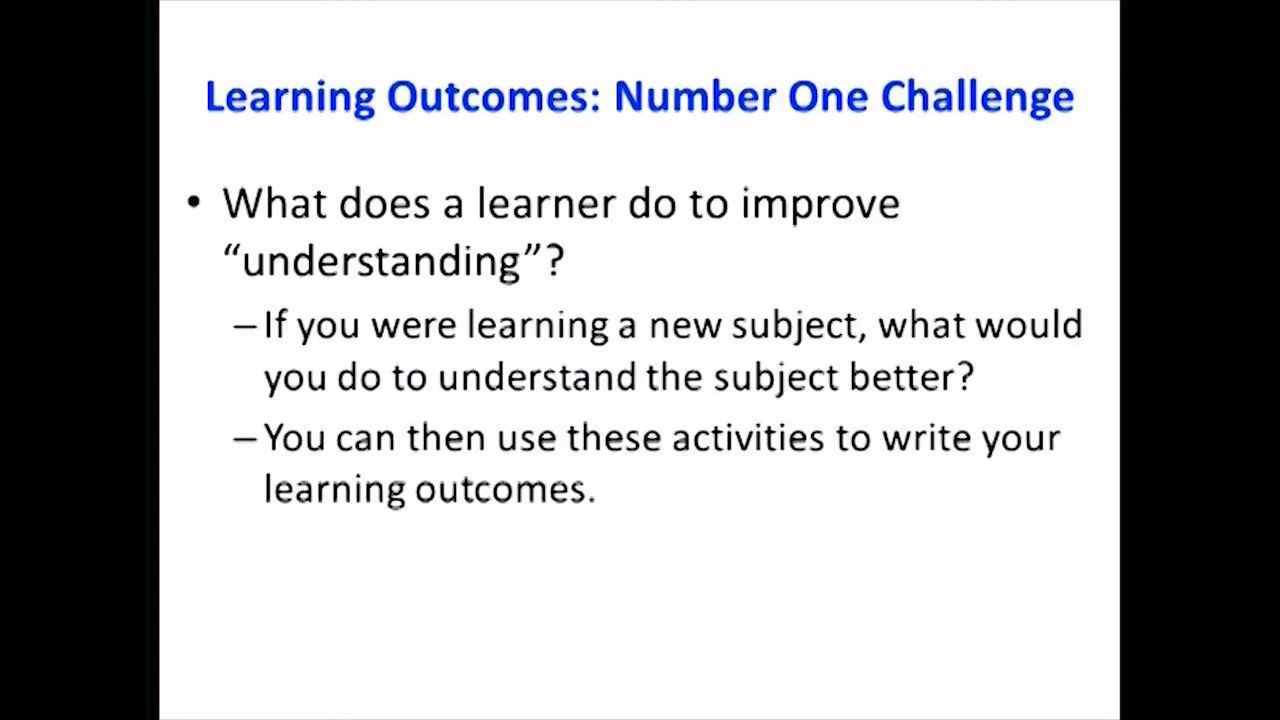 Learning Outcomes: Number One Challenge
• What does a learner do to improve
“understanding”?
– If you were learning a new subject, what would
you do to understand the subject better?
– You can then use these activities to write your
learning outcomes.